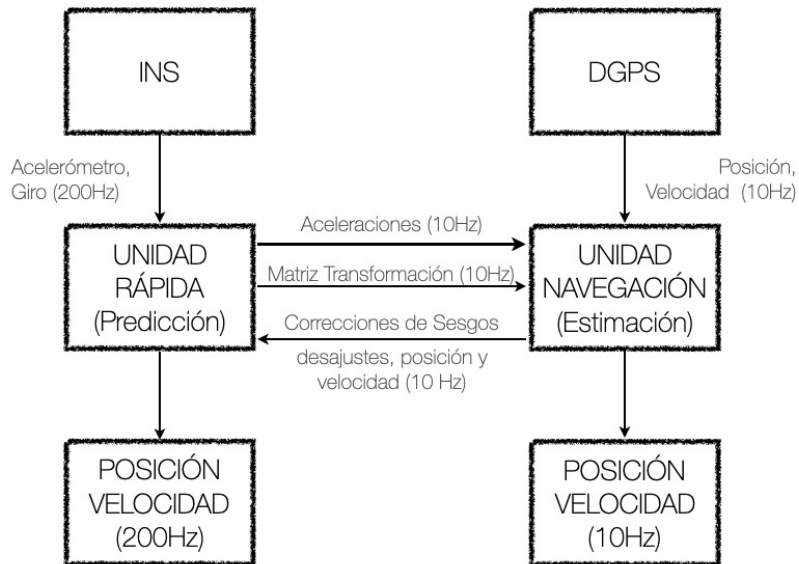 INS
DGPS
Acelerómetro,
Giro (200Hz)
Posición,
Velocidad (10Hz)
UNIDAD
RÁPIDA
(Predicción)
Aceleraciones (10Hz)
Matriz Transformación (10Hz)
Correcciones de Sesgos
desajustes, posición y
velocidad (10 Hz)
UNIDAD
NAVEGACIÓN
(Estimación)
POSICIÓN
VELOCIDAD
(200Hz)
POSICIÓN
VELOCIDAD
(10Hz)